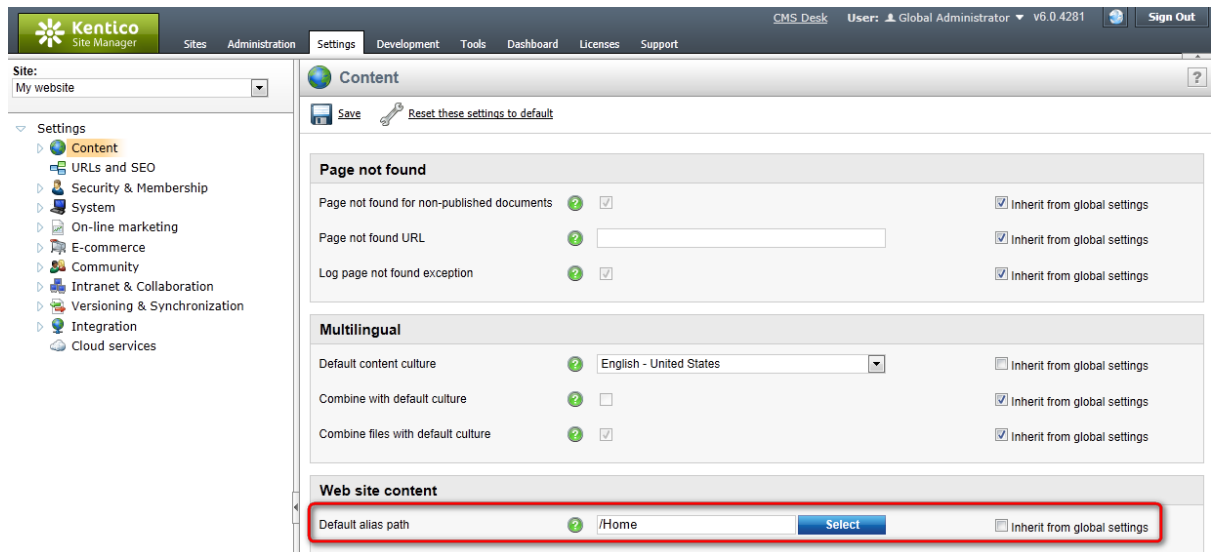 CMS Desk User: Global Administrator v6.0.4281 Sign Out
Kentico
Site Manager
Sites Administration Settings Development Tools Dashboard Licenses Support
Site:
My website
Settings
Content
URLs and SEO
Security & Membership
System
On-line marketing
E-commerce
Community
Intranet & Collaboration
Versioning & Synchronization
Integration
Cloud services
Content ?
Save Reset these settings to default
Page not found
Page not found for non-published documents ? Inherit from global settings
Page not found URL ? Inherit from global settings
Log page not found exception ? Inherit from global settings
Multilingual
Default content culture ? English - United States Inherit from global settings
Combine with default culture ? Inherit from global settings
Combine files with default culture ? Inherit from global settings
Web site content
Default alias path ? /Home Select Inherit from global settings